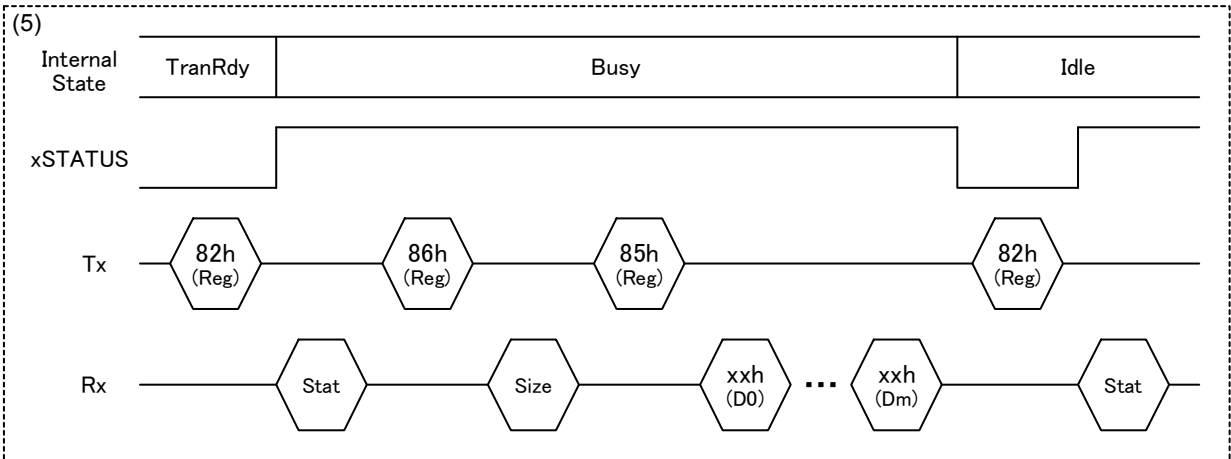 (5)
Internal
State
TranRdy
Busy
Idle
xSTATUS
Tx
82h
(Reg)
86h
(Reg)
85h
(Reg)
82h
(Reg)
Rx
Stat
Size
xxh
(D0)
...
xxh
(Dm)
Stat